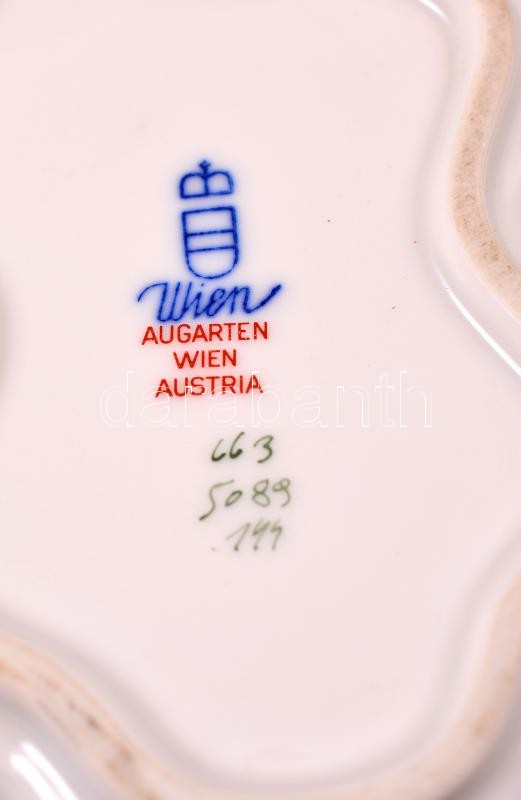 Wien
AUGARTEN
WIEN
AUSTRIA
darabanth
663
5089
144